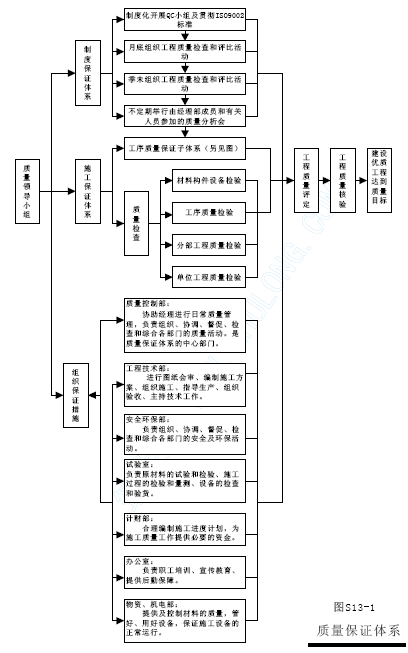 制度化开展QC小组及贯彻ISO9002
标准
月底组织工程质量检查和评比活
动
季末组织工程质量检查和评比活
动
不定期举行由经理部成员和有关
人员参加的质量分析会
制度保证体系
工序质量保证子体系（另见图）
质量领导小组
施工保证体系
质量检查
材料构件设备检验
工序质量检验
分部工程质量检验
单位工程质量检验
工程质量评定
工程质量核验
建设优质工程达到质量目标
组织保证措施
质量控制部：
协助经理进行日常质量管
理，负责组织、协调、督促、检
查和综合各部门的质量活动。是
质量保证体系的中心部门。
工程技术部：
进行图纸会审、编制施工方
案、组织施工、指导生产、组织
验收、主持技术工作。
安全环保部：
负责组织、协调、督促、检
查和综合各部门的安全及环保活
动。
试验室：
负责原材料的试验和检验、施工
过程的检验和量测、设备的检查
和验货。
计财部：
合理编制施工进度计划，为
施工质量工作提供必要的资金。
办公室：
负责职工培训、宣传教育、
提供后勤保障。
物资、机电部：
提供及控制材料的质量，管
好、用好设备，保证施工设备的
正常运行。
图S13-1
质量保证体系